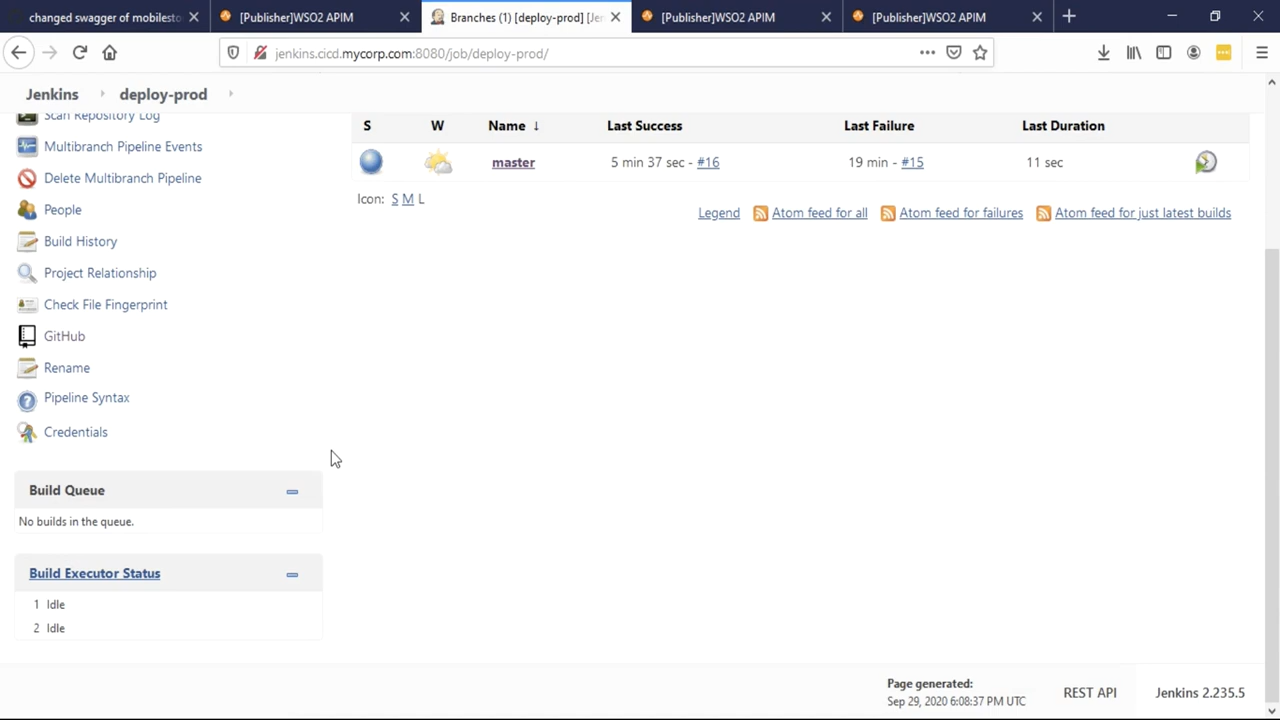 changed swagger of mobilesto
[Publisher]WSO2 APIM
Branches (1) [deploy-prod] [Jen
[Publisher]WSO2 APIM
[Publisher]WSO2 APIM
jenkins.cicd.mycorp.com:8080/job/deploy-prod/
Jenkins
deploy-prod
Scan Repository Log
Multibranch Pipeline Events
Delete Multibranch Pipeline
People
Build History
Project Relationship
Check File Fingerprint
GitHub
Rename
Pipeline Syntax
Credentials
S W Name ↓ Last Success Last Failure Last Duration
master 5 min 37 sec - #16 19 min - #15 11 sec
Icon: S M L
Legend Atom feed for all Atom feed for failures Atom feed for just latest builds
Build Queue
No builds in the queue.
Build Executor Status
1 Idle
2 Idle
Page generated:
Sep 29, 2020 6:08:37 PM UTC
REST API
Jenkins 2.235.5